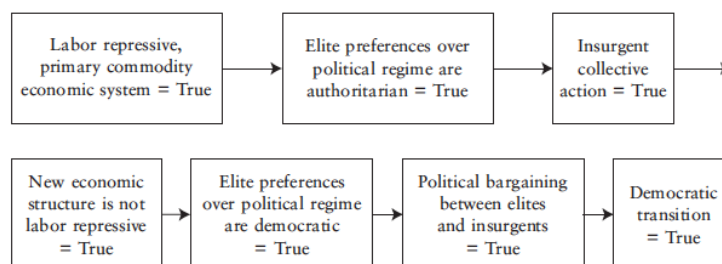 Labor repressive,
primary commodity
economic system = True
Elite preferences over
political regime are
authoritarian = True
Insurgent
collective
action = True
New economic
structure is not
labor repressive
= True
Elite preferences
over political regime
are democratic
= True
Political bargaining
between elites
and insurgents
= True
Democratic
transition
= True